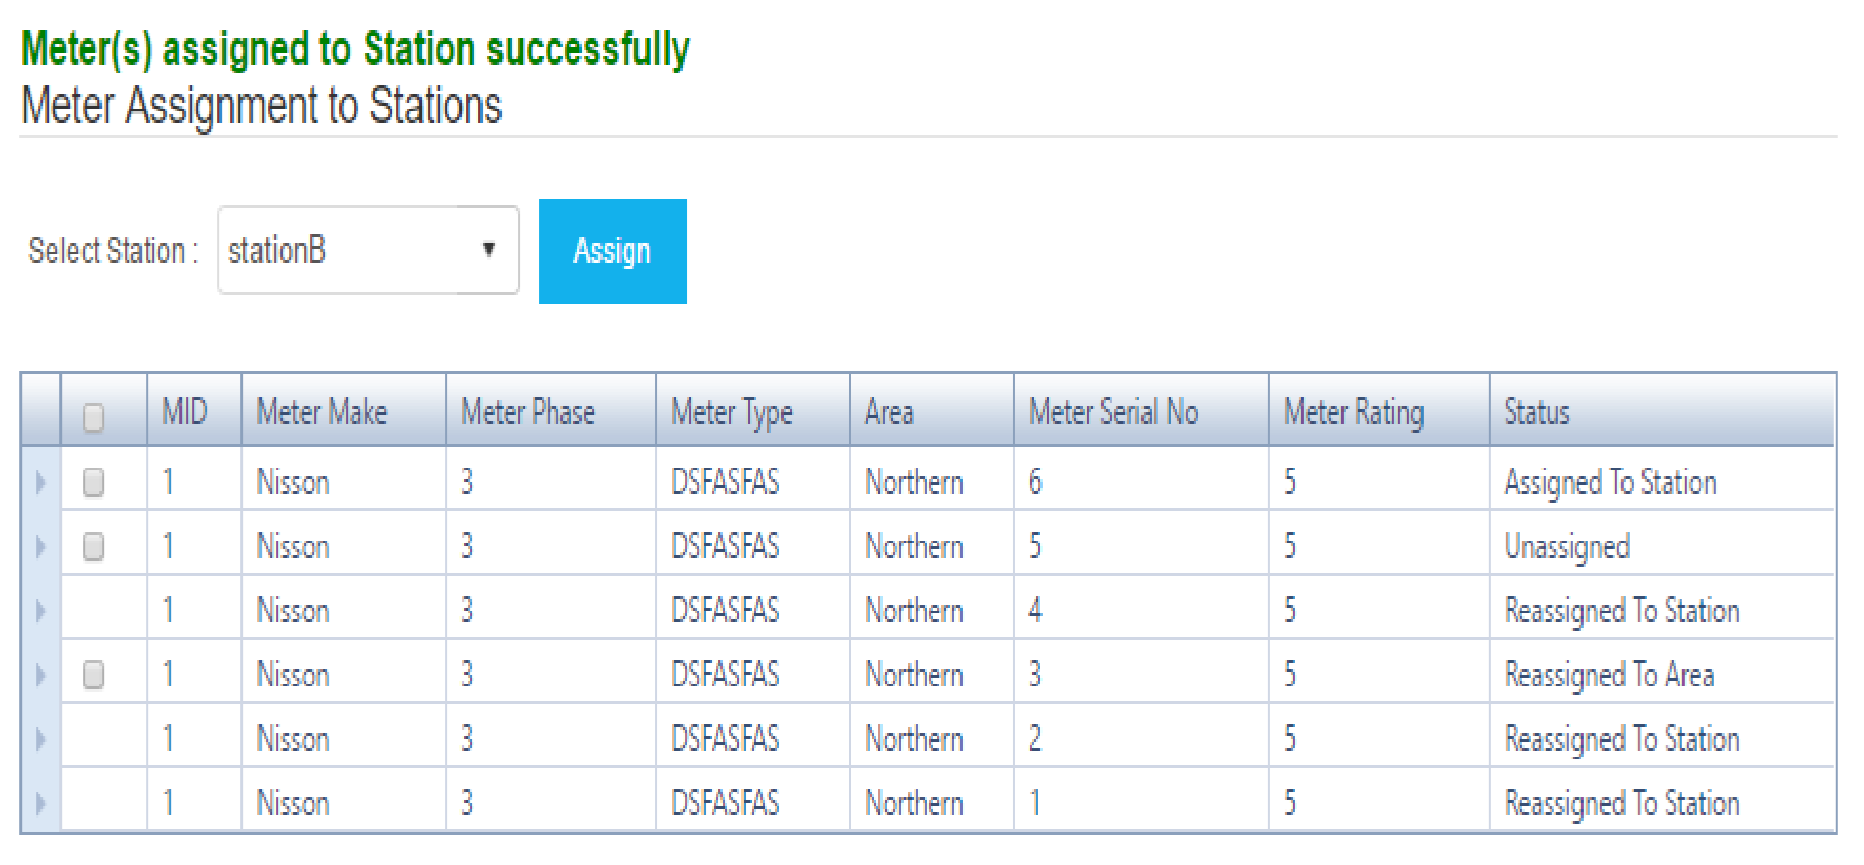 Meter(s) assigned to Station successfully
Meter Assignment to Stations
Select Station : stationB Assign
MID Meter Make Meter Phase Meter Type Area Meter Serial No Meter Rating Status
1 Nisson 3 DSFASFAS Northern 6 5 Assigned To Station
1 Nisson 3 DSFASFAS Northern 5 5 Unassigned
1 Nisson 3 DSFASFAS Northern 4 5 Reassigned To Station
1 Nisson 3 DSFASFAS Northern 3 5 Reassigned To Area
1 Nisson 3 DSFASFAS Northern 2 5 Reassigned To Station
1 Nisson 3 DSFASFAS Northern 1 5 Reassigned To Station